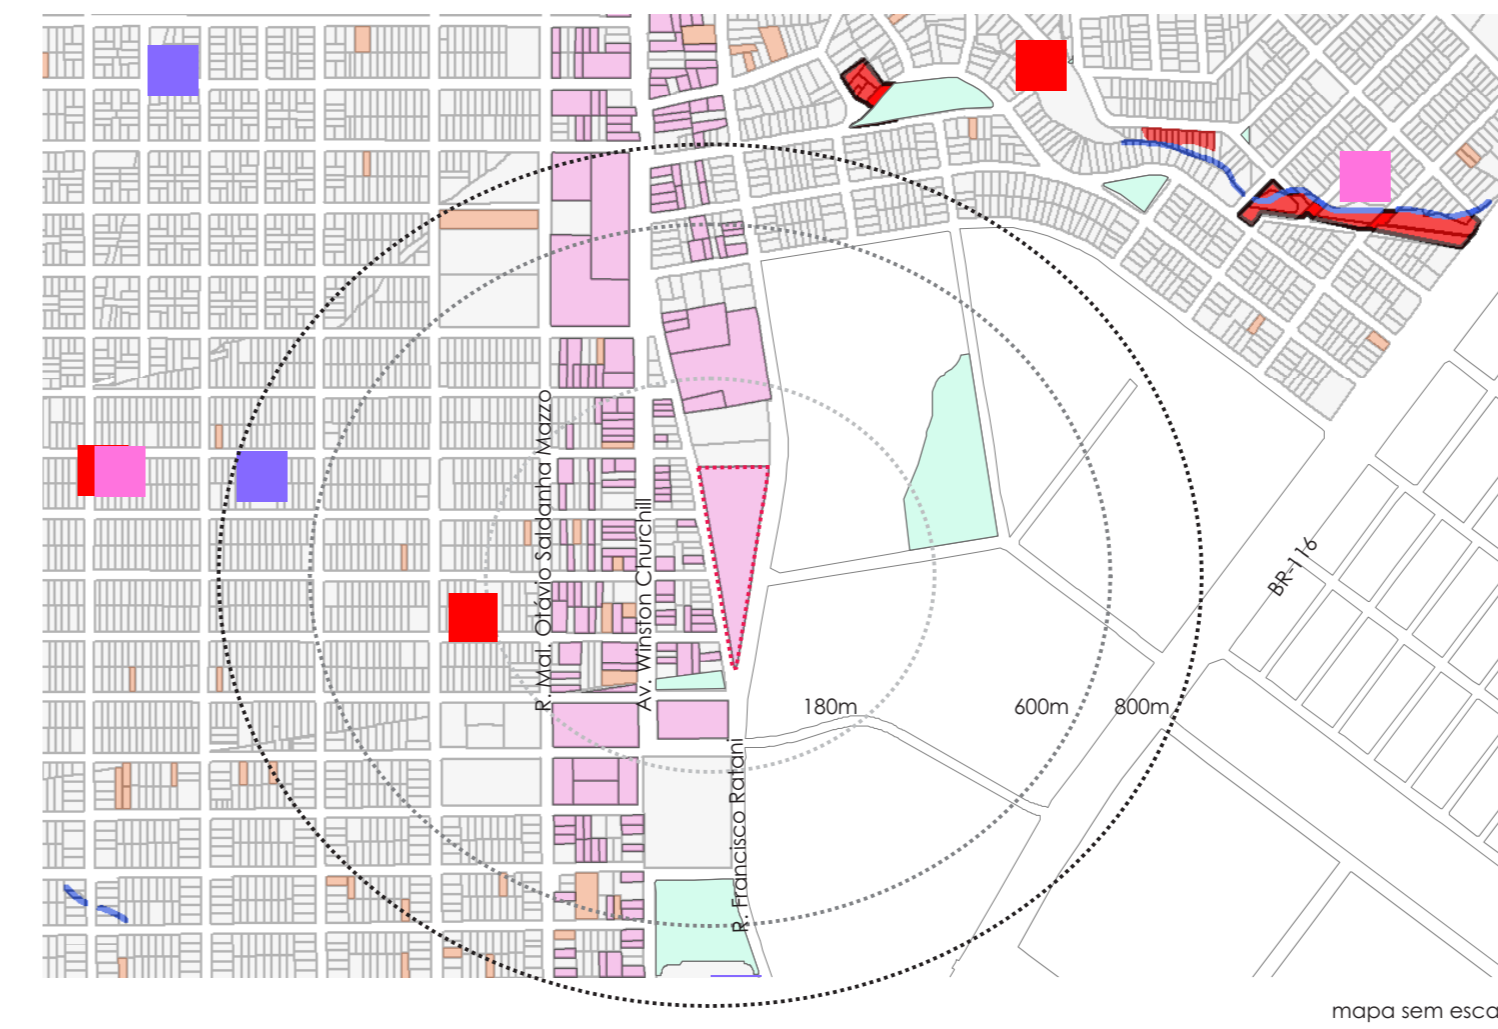 R. Mal. Otávio Saldanha Mazzo
Av. Winston Churchill
BR-116
180m
600m
800m
R. Francisco Ratani
mapa sem esca